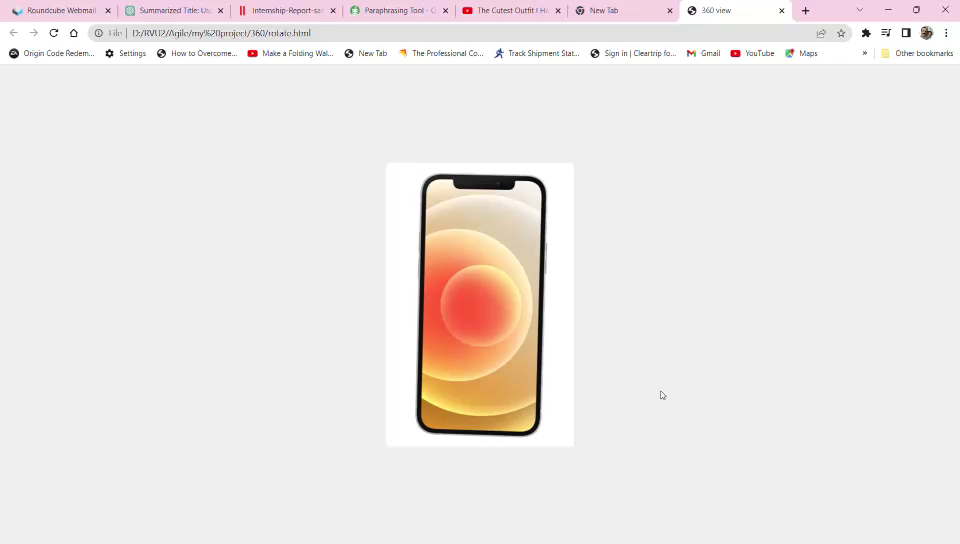 Roundcube Webmail
Summarized Title: Us
Internship-Report-sa
Paraphrasing Tool - 
The Cutest Outfit I H
New Tab
360 view
File | D:/RVU2/Agile/my%20project/360/rotate.html
Origin Code Redem...
Settings
How to Overcome...
Make a Folding Wal...
New Tab
The Professional Co...
Track Shipment Stat...
Sign in | Cleartrip fo...
Gmail
YouTube
Maps
»
Other bookmarks